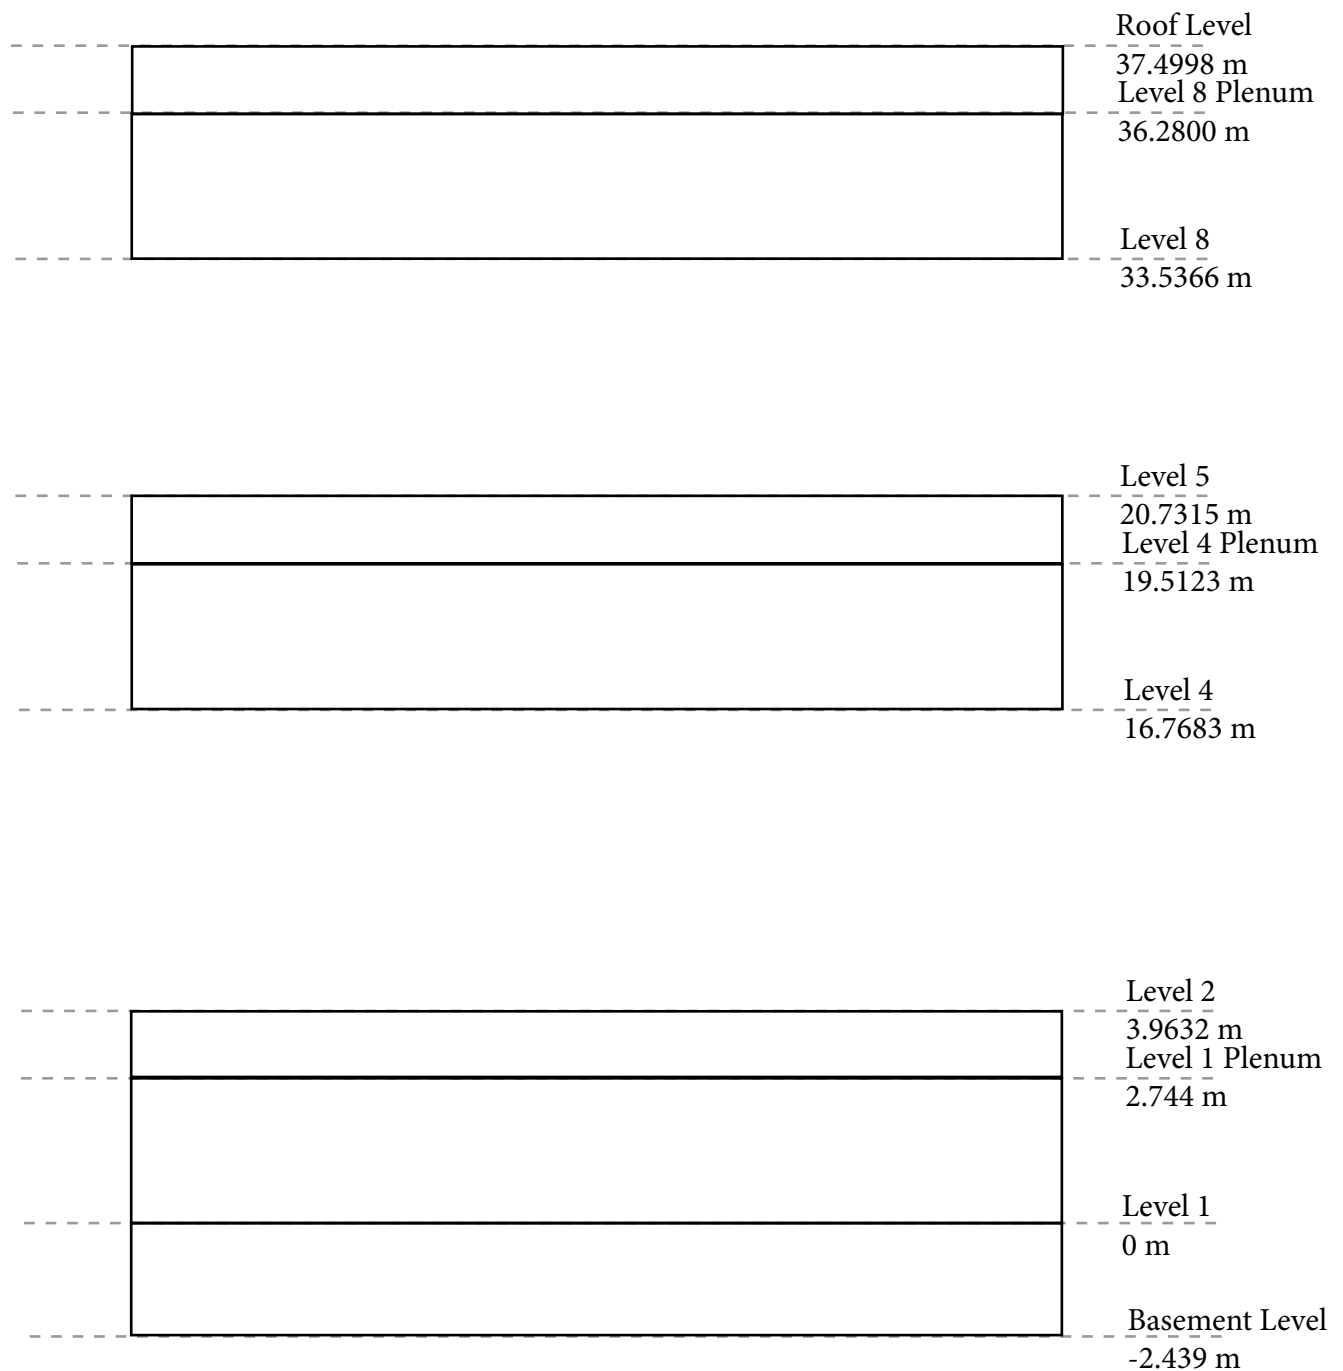 Roof Level
37.4998 m
Level 8 Plenum
36.2800 m
Level 8
33.5366 m
Level 5
20.7315 m
Level 4 Plenum
19.5123 m
Level 4
16.7683 m
Level 2
3.9632 m
Level 1 Plenum
2.744 m
Level 1
0 m
Basement Level
-2.439 m